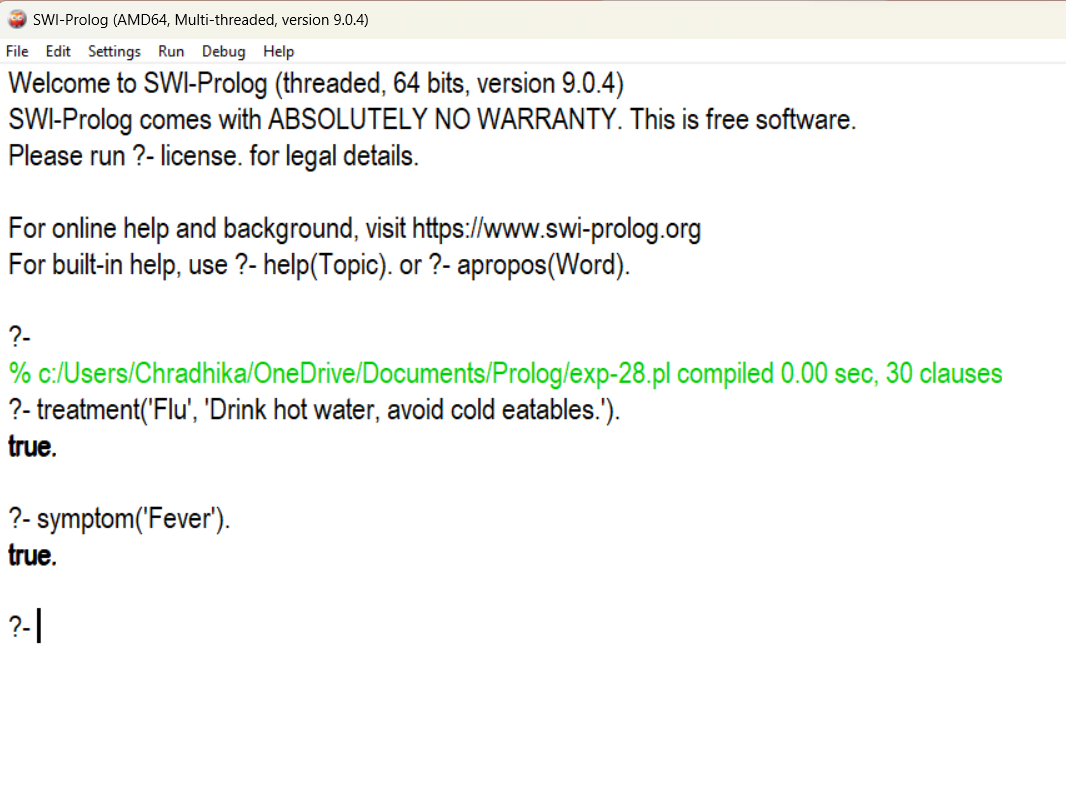 SWI-Prolog (AMD64, Multi-threaded, version 9.0.4)
File Edit Settings Run Debug Help
Welcome to SWI-Prolog (threaded, 64 bits, version 9.0.4)
SWI-Prolog comes with ABSOLUTELY NO WARRANTY. This is free software.
Please run ?- license. for legal details.
For online help and background, visit https://www.swi-prolog.org
For built-in help, use ?- help(Topic). or ?- apropos(Word).
?-
% c:/Users/Chradhika/OneDrive/Documents/Prolog/exp-28.pl compiled 0.00 sec, 30 clauses
?- treatment('Flu', 'Drink hot water, avoid cold eatables.').
true.
?- symptom('Fever').
true.
?-